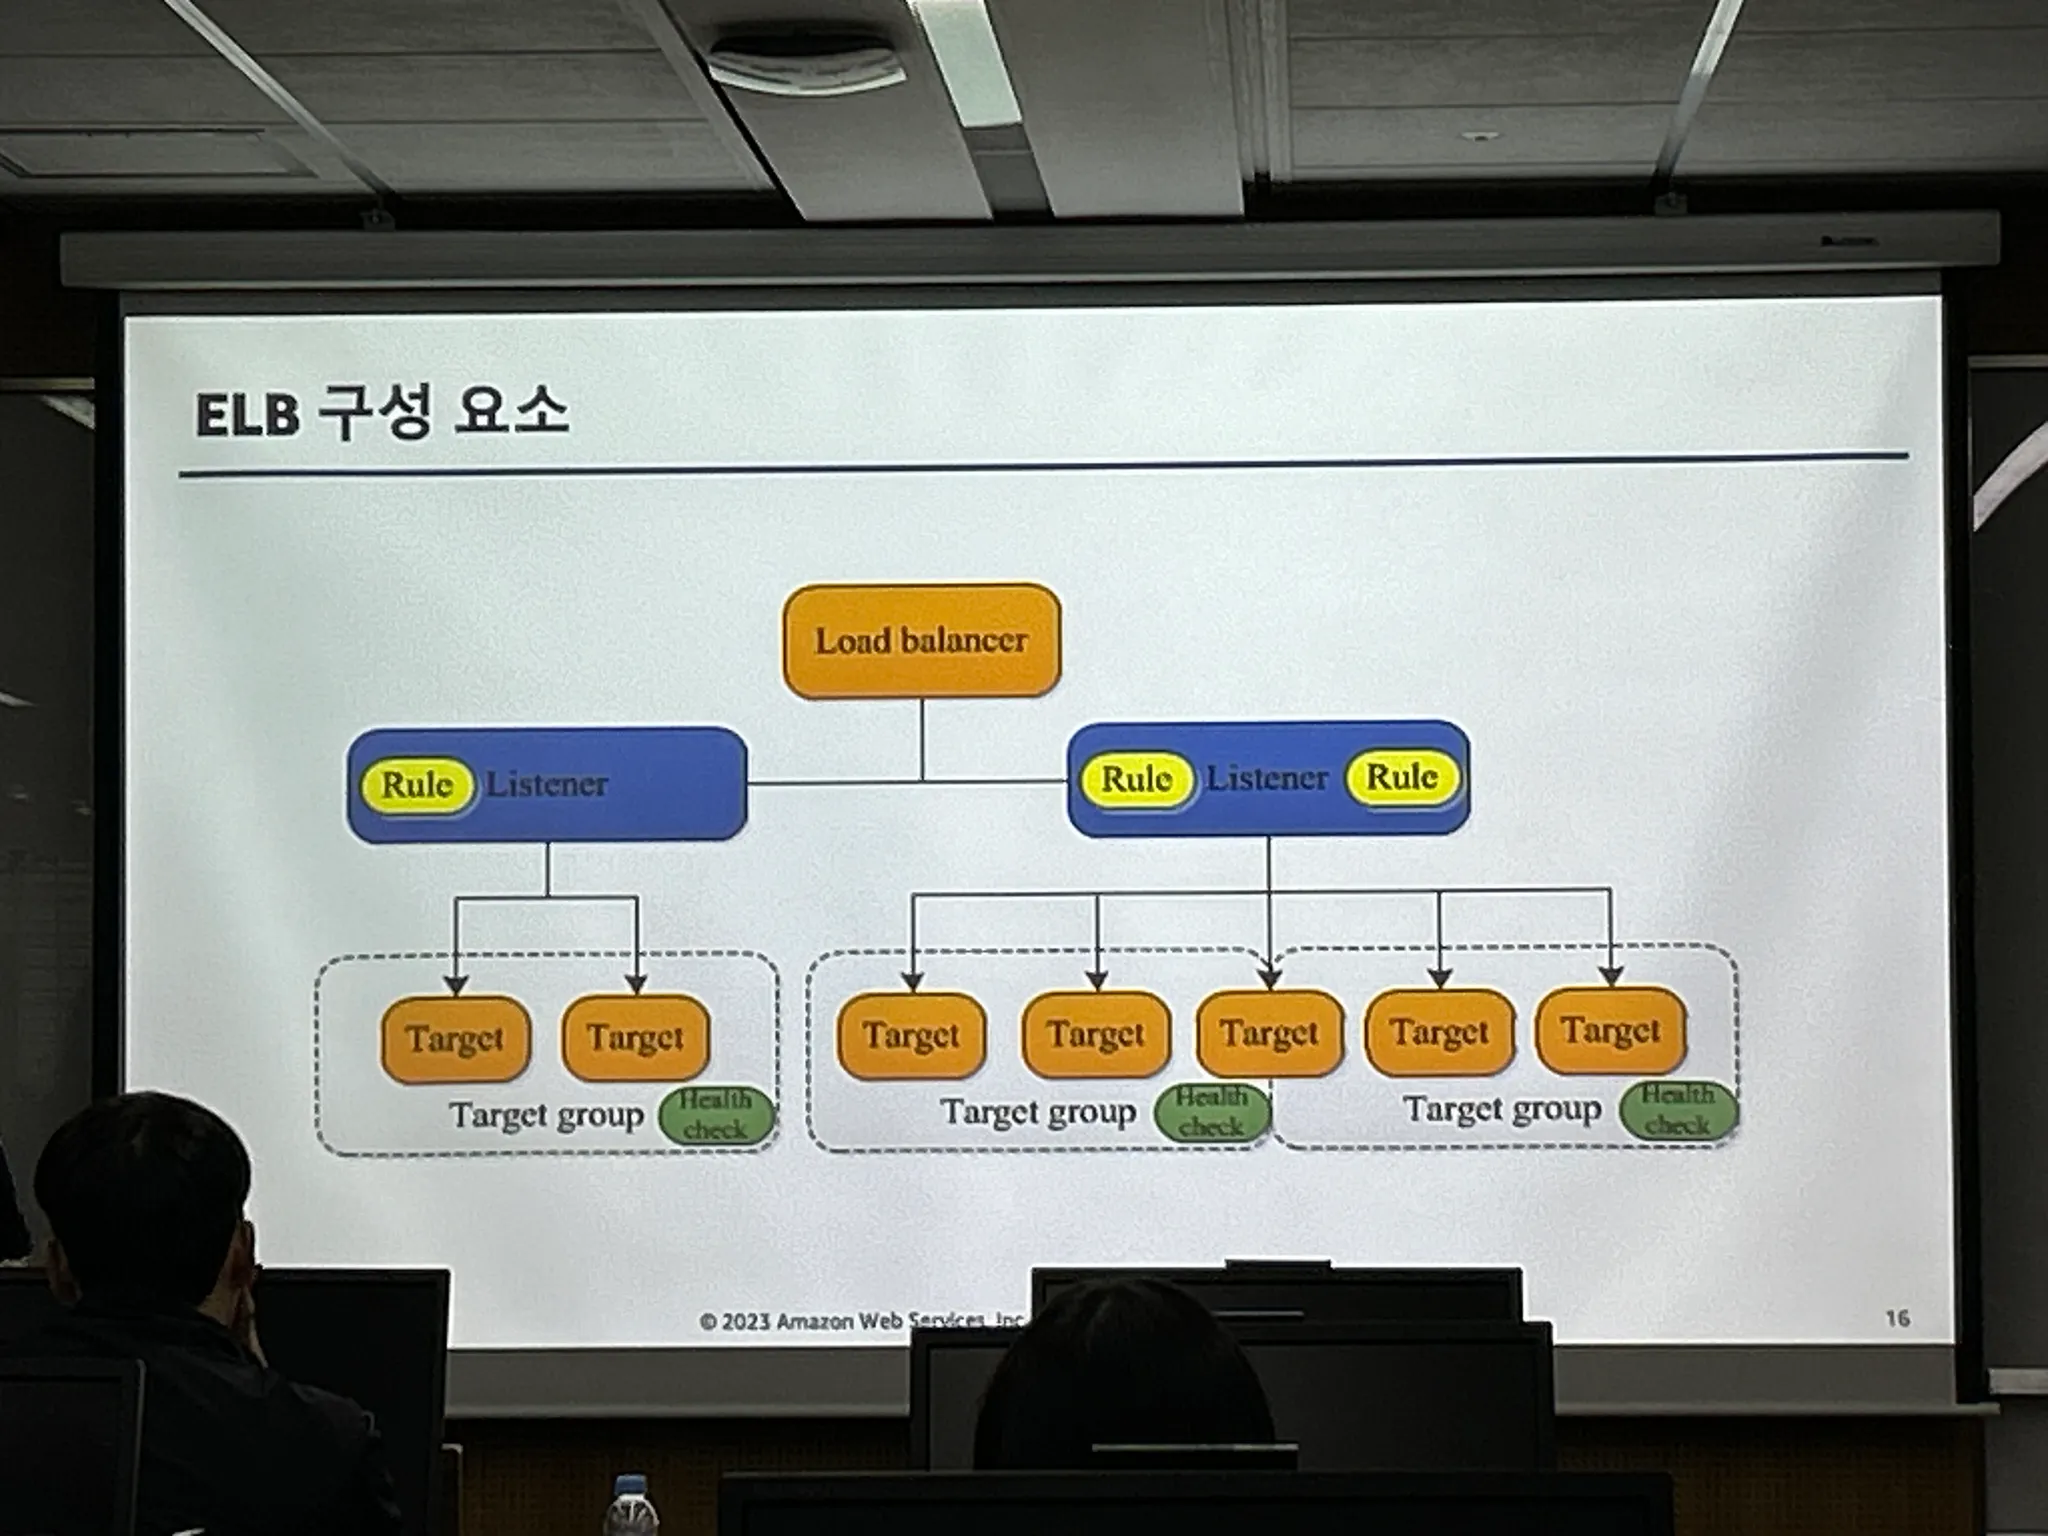 ELB 구성 요소
Load balancer
Rule Listener
Rule Listener Rule
Target Target
Target Target Target Target Target
Target group
Health
check
Target group
Health
check
Target group
Health
check
© 2023 Amazon Web Services, Inc
16